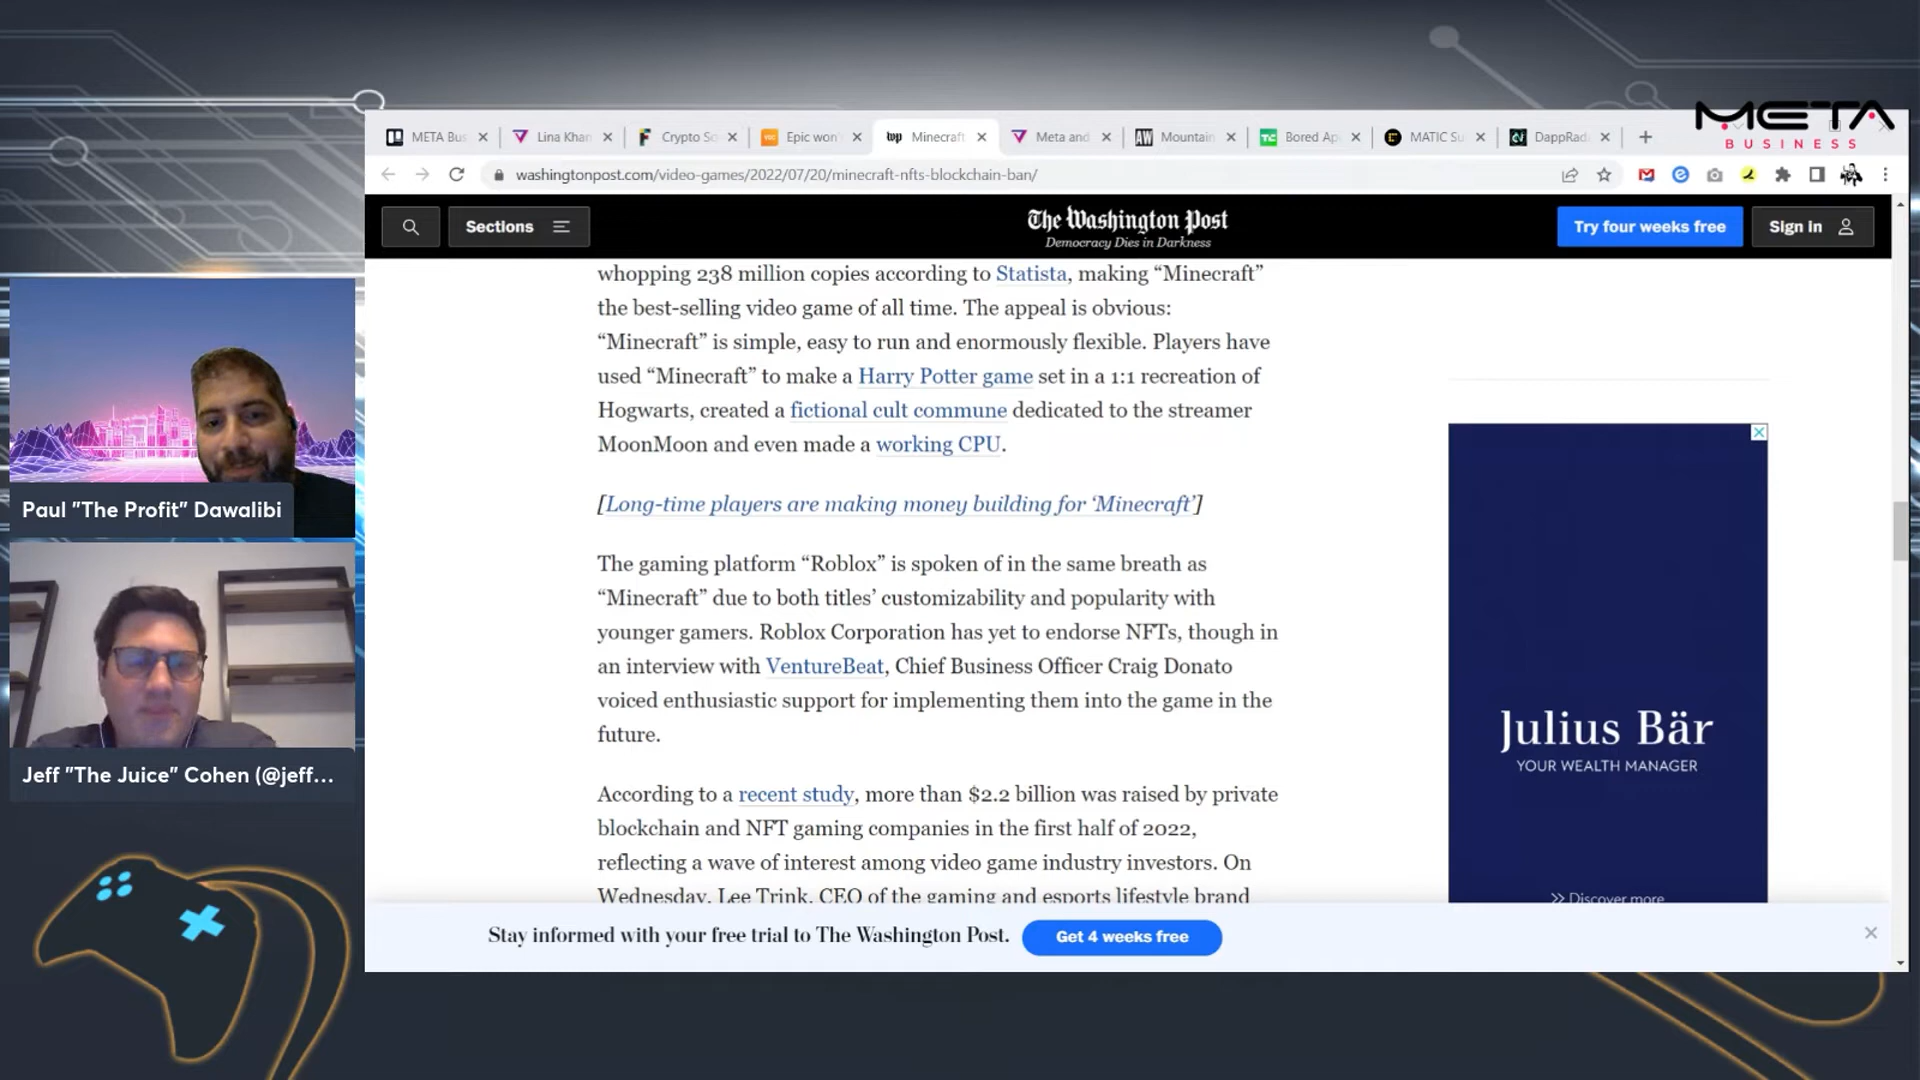 META
BUSINESS
META Bus
Lina Khan
Crypto Sc
Epic won'
wp Minecraft
Meta and
AW Mountain
TC Bored Ap
MATIC Su
DappRad
washingtonpost.com/video-games/2022/07/20/minecraft-nfts-blockchain-ban/
Sections
The Washington Post
Democracy Dies in Darkness
Try four weeks free
Sign In
whopping 238 million copies according to Statista, making “Minecraft”
the best-selling video game of all time. The appeal is obvious:
“Minecraft” is simple, easy to run and enormously flexible. Players have
used “Minecraft” to make a Harry Potter game set in a 1:1 recreation of
Hogwarts, created a fictional cult commune dedicated to the streamer
MoonMoon and even made a working CPU.
[Long-time players are making money building for ‘Minecraft’]
The gaming platform “Roblox” is spoken of in the same breath as
“Minecraft” due to both titles’ customizability and popularity with
younger gamers. Roblox Corporation has yet to endorse NFTs, though in
an interview with VentureBeat, Chief Business Officer Craig Donato
voiced enthusiastic support for implementing them into the game in the
future.
According to a recent study, more than $2.2 billion was raised by private
blockchain and NFT gaming companies in the first half of 2022,
reflecting a wave of interest among video game industry investors. On
Wednesday, Lee Trink, CEO of the gaming and esports lifestyle brand
Julius Bär
YOUR WEALTH MANAGER
>> Discover more
Stay informed with your free trial to The Washington Post.
Get 4 weeks free
Paul "The Profit" Dawalibi
Jeff "The Juice" Cohen (@jeff...